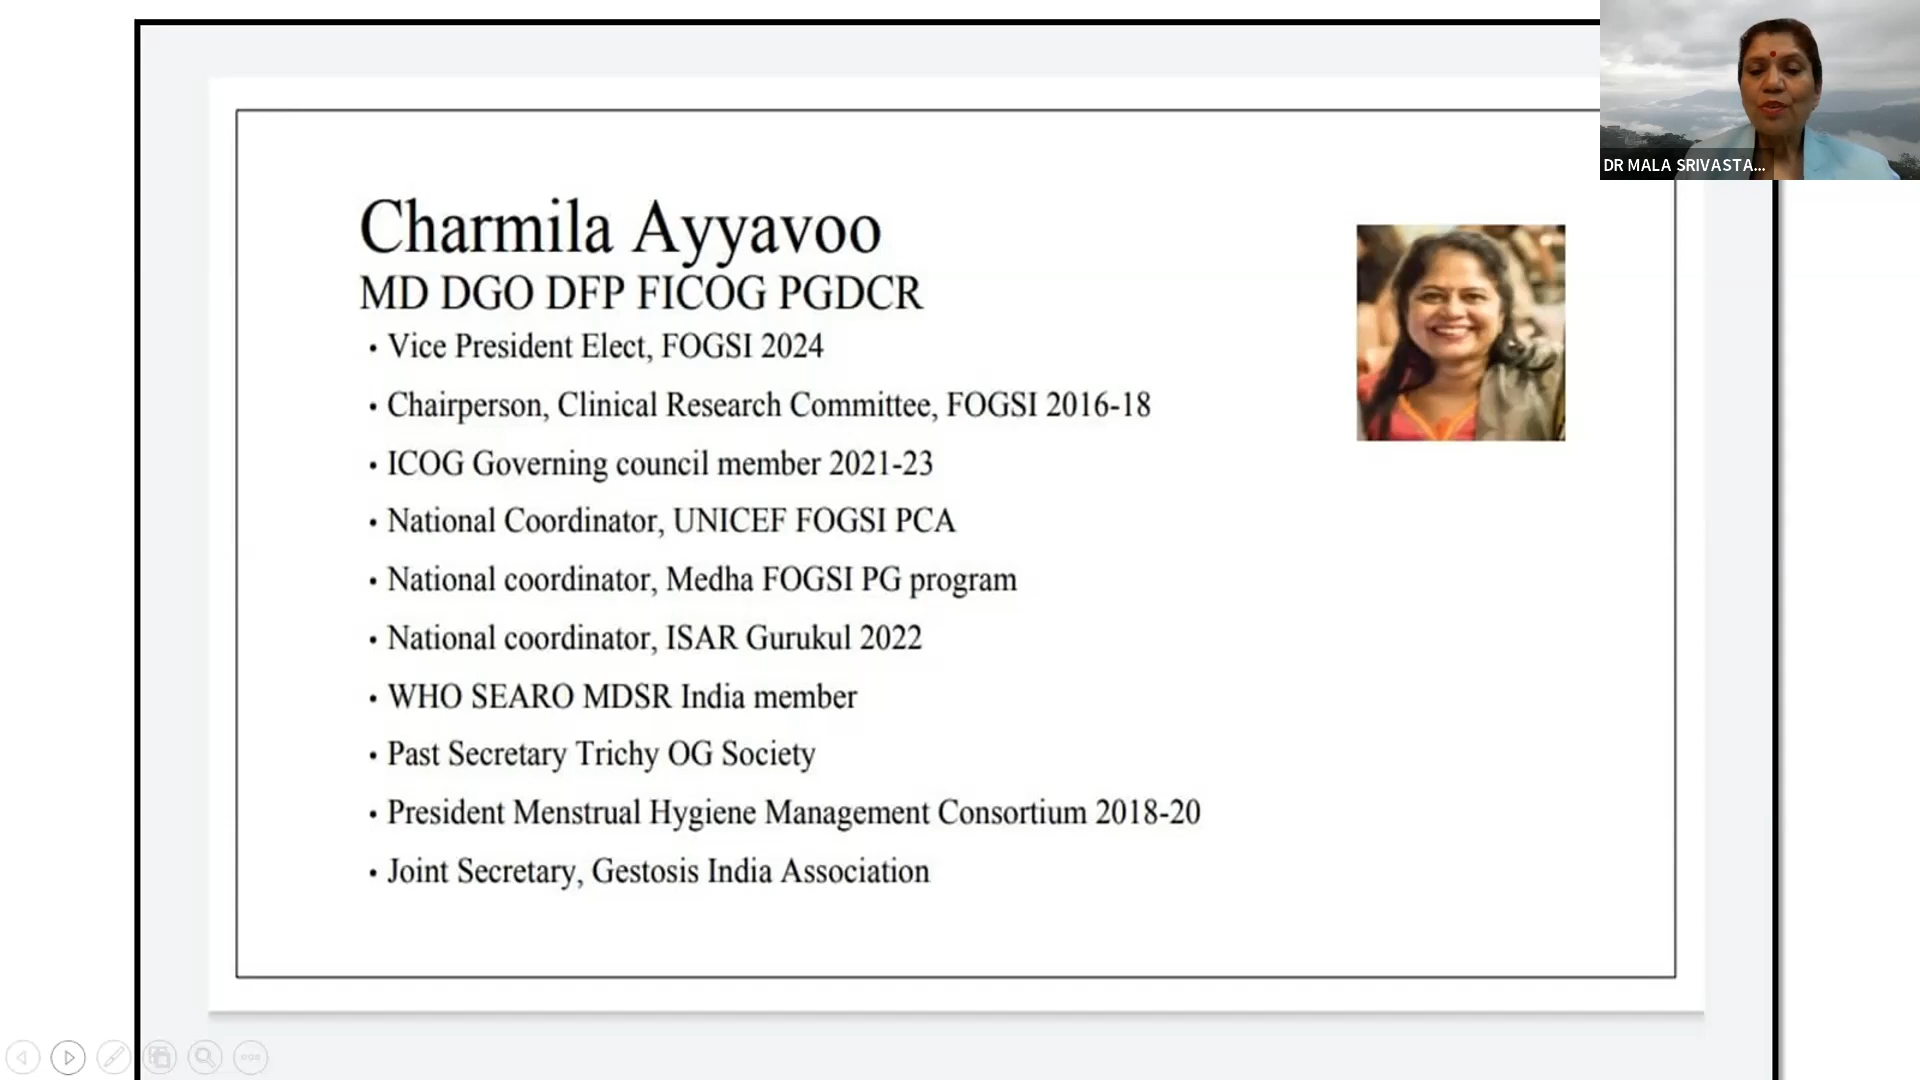 DR MALA SRIVASTA...
Charmila Ayyavoo
MD DGO DFP FICOG PGDCR
• Vice President Elect, FOGSI 2024
• Chairperson, Clinical Research Committee, FOGSI 2016-18
• ICOG Governing council member 2021-23
• National Coordinator, UNICEF FOGSI PCA
• National coordinator, Medha FOGSI PG program
• National coordinator, ISAR Gurukul 2022
• WHO SEARO MDSR India member
• Past Secretary Trichy OG Society
• President Menstrual Hygiene Management Consortium 2018-20
• Joint Secretary, Gestosis India Association